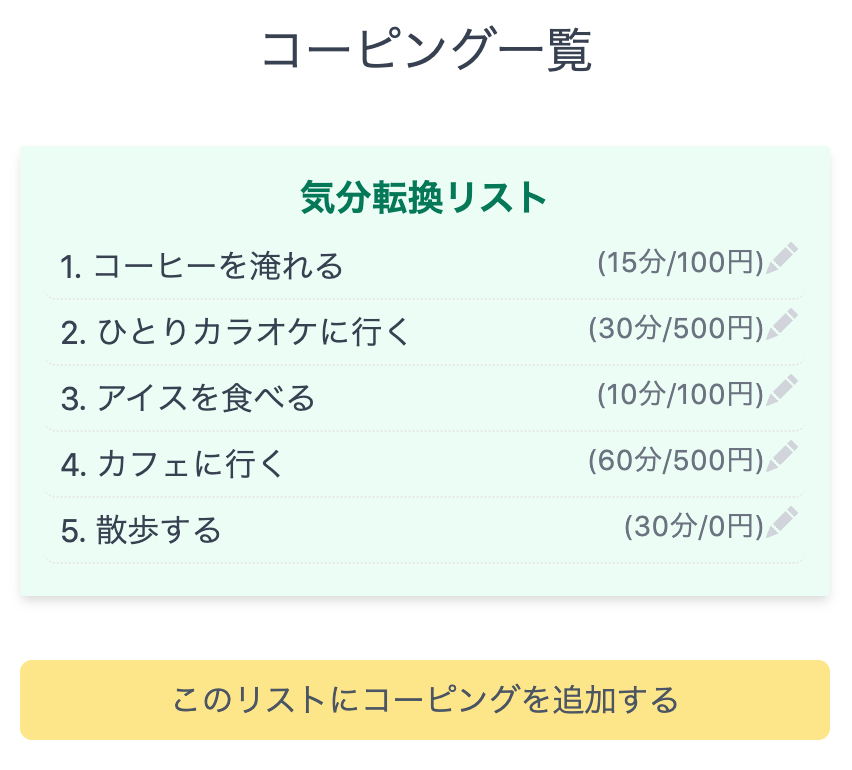 コーピング一覧
気分転換リスト
1. コーヒーを淹れる (15分/100円)
2. ひとりカラオケに行く (30分/500円)
3. アイスを食べる (10分/100円)
4. カフェに行く (60分/500円)
5. 散歩する (30分/0円)
このリストにコーピングを追加する